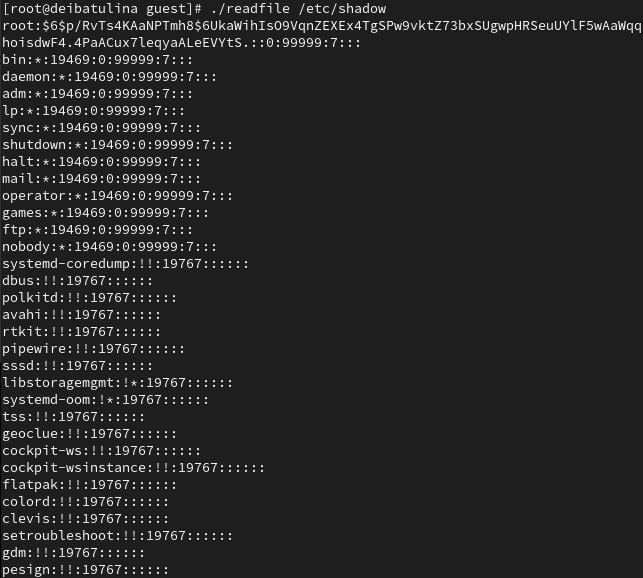 [root@deibatulina guest]# ./readfile /etc/shadow
root:$6$p/RvTs4KAaNPTmh8$6UkaWihIsO9VqnZEXEx4TgSPw9vktZ73bxSUgwpHRSeuUYlF5wAaWqq
hoisdwF4.4PaACux7leqyaALeEVYtS.::0:99999:7:::
bin:*:19469:0:99999:7:::
daemon:*:19469:0:99999:7:::
adm:*:19469:0:99999:7:::
lp:*:19469:0:99999:7:::
sync:*:19469:0:99999:7:::
shutdown:*:19469:0:99999:7:::
halt:*:19469:0:99999:7:::
mail:*:19469:0:99999:7:::
operator:*:19469:0:99999:7:::
games:*:19469:0:99999:7:::
ftp:*:19469:0:99999:7:::
nobody:*:19469:0:99999:7:::
systemd-coredump:!!:19767::::::
dbus:!!:19767::::::
polkitd:!!:19767::::::
avahi:!!:19767::::::
rtkit:!!:19767::::::
pipewire:!!:19767::::::
sssd:!!:19767::::::
libstoragemgmt:!*:19767::::::
systemd-oom:!*:19767::::::
tss:!!:19767::::::
geoclue:!!:19767::::::
cockpit-ws:!!:19767::::::
cockpit-wsinstance:!!:19767::::::
flatpak:!!:19767::::::
colord:!!:19767::::::
clevis:!!:19767::::::
setroubleshoot:!!:19767::::::
gdm:!!:19767::::::
pesign:!!:19767::::::